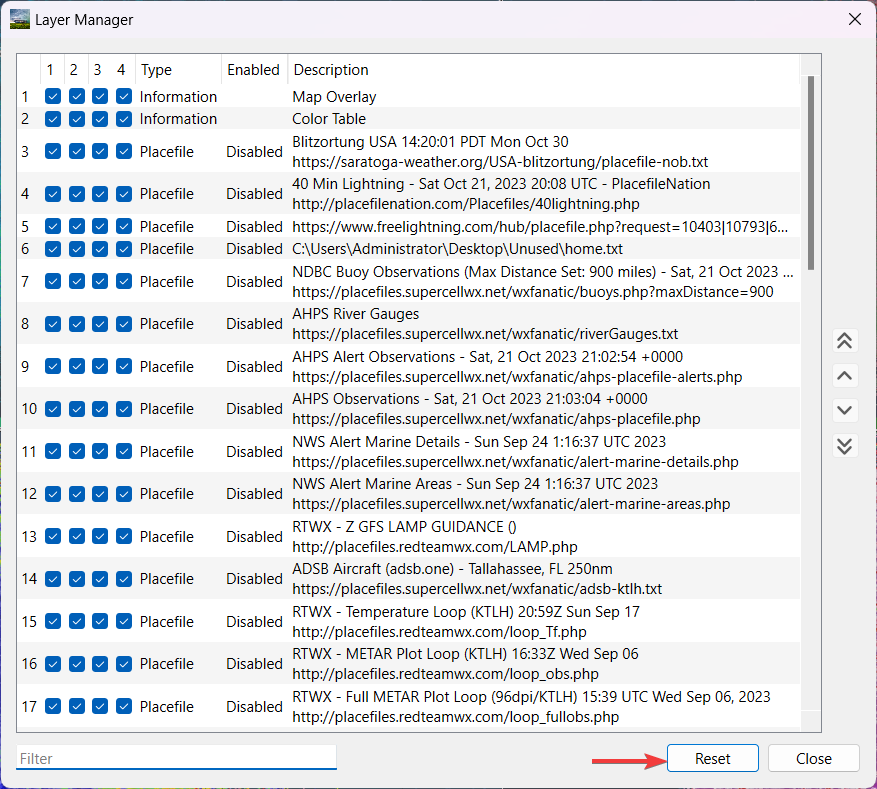 Layer Manager
1 2 3 4 Type Enabled Description
1 Information Map Overlay
2 Information Color Table
3 Placefile Disabled Blitzortung USA 14:20:01 PDT Mon Oct 30
https://saratoga-weather.org/USA-blitzortung/placefile-nob.txt
4 Placefile Disabled 40 Min Lightning - Sat Oct 21, 2023 20:08 UTC - PlacefileNation
http://placefilenation.com/Placefiles/40lightning.php
5 Placefile Disabled https://www.freelightning.com/hub/placefile.php?request=10403|10793|6...
6 Placefile Disabled C:\Users\Administrator\Desktop\Unused\home.txt
7 Placefile Disabled NDBC Buoy Observations (Max Distance Set: 900 miles) - Sat, 21 Oct 2023 ...
https://placefiles.supercellwx.net/wxfanatic/buoys.php?maxDistance=900
8 Placefile Disabled AHPS River Gauges
https://placefiles.supercellwx.net/wxfanatic/riverGauges.txt
9 Placefile Disabled AHPS Alert Observations - Sat, 21 Oct 2023 21:02:54 +0000
https://placefiles.supercellwx.net/wxfanatic/ahps-placefile-alerts.php
10 Placefile Disabled AHPS Observations - Sat, 21 Oct 2023 21:03:04 +0000
https://placefiles.supercellwx.net/wxfanatic/ahps-placefile.php
11 Placefile Disabled NWS Alert Marine Details - Sun Sep 24 1:16:37 UTC 2023
https://placefiles.supercellwx.net/wxfanatic/alert-marine-details.php
12 Placefile Disabled NWS Alert Marine Areas - Sun Sep 24 1:16:37 UTC 2023
https://placefiles.supercellwx.net/wxfanatic/alert-marine-areas.php
13 Placefile Disabled RTWX - Z GFS LAMP GUIDANCE ()
http://placefiles.redteamwx.com/LAMP.php
14 Placefile Disabled ADSB Aircraft (adsb.one) - Tallahassee, FL 250nm
https://placefiles.supercellwx.net/wxfanatic/adsb-ktlh.txt
15 Placefile Disabled RTWX - Temperature Loop (KTLH) 20:59Z Sun Sep 17
http://placefiles.redteamwx.com/loop_Tf.php
16 Placefile Disabled RTWX - METAR Plot Loop (KTLH) 16:33Z Wed Sep 06
http://placefiles.redteamwx.com/loop_obs.php
17 Placefile Disabled RTWX - Full METAR Plot Loop (96dpi/KTLH) 15:39 UTC Wed Sep 06, 2023
http://placefiles.redteamwx.com/loop_fullobs.php
Filter
Reset Close